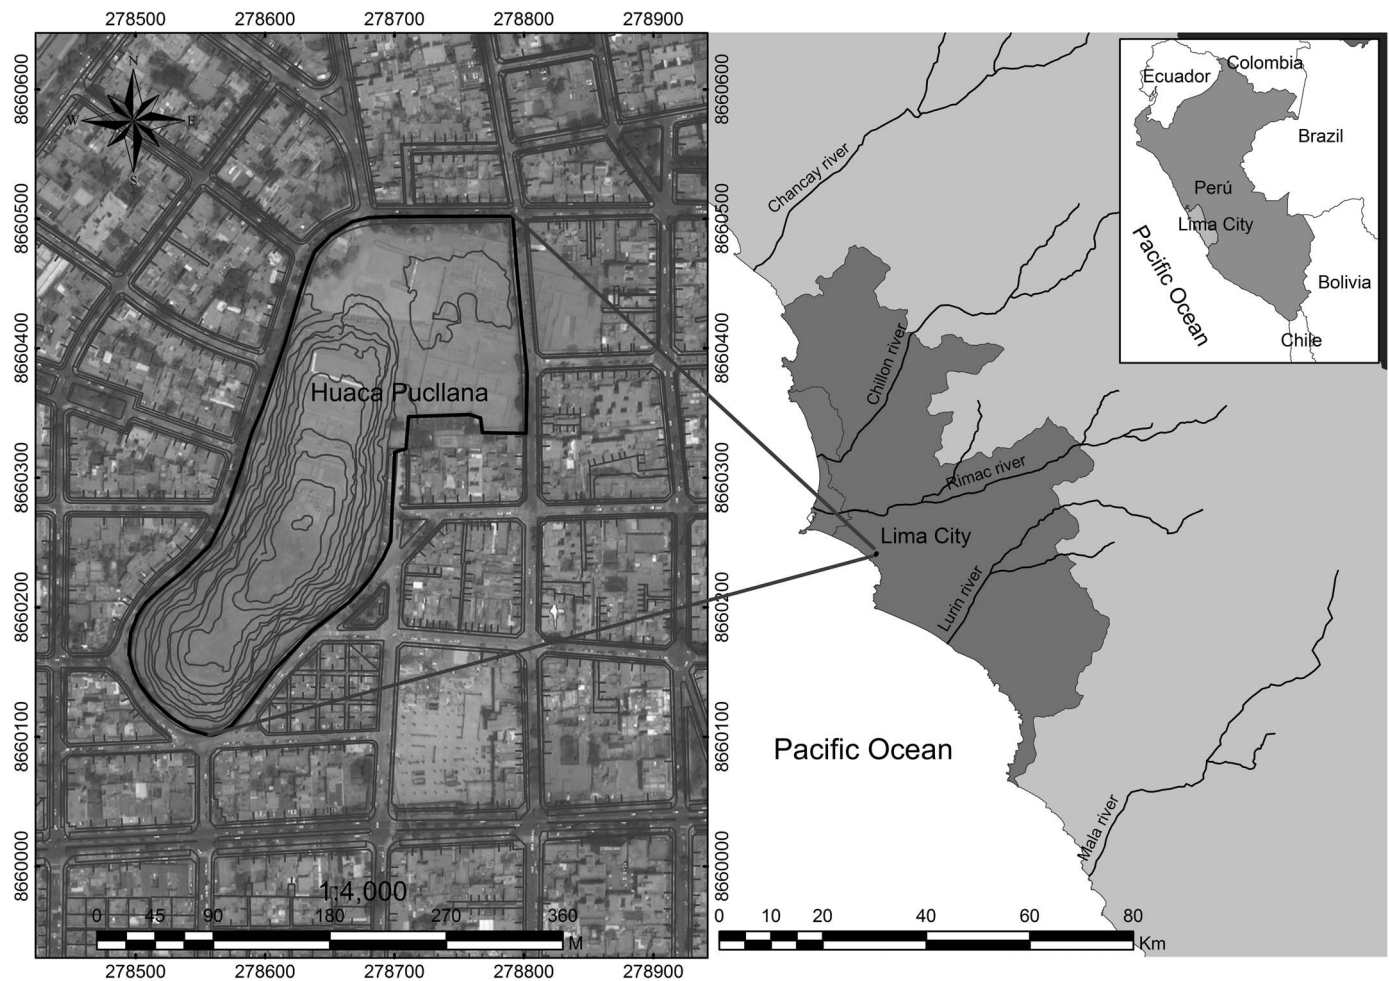 278500 278600 278700 278800 278900
8660600
8660500
8660400
8660300
8660200
8660100
8660000
N
W E
S
Huaca Pucllana
1:4,000
0 45 90 180 270 360
M
278500 278600 278700 278800 278900
8660600
8660500
8660400
8660300
8660200
8660100
8660000
Chancay river
Chillon river
Rimac river
Lima City
Lurin river
Pacific Ocean
Mala river
0 10 20 40 60 80
Km
Ecuador
Colombia
Brazil
Perú
Lima City
Pacific Ocean
Bolivia
Chile